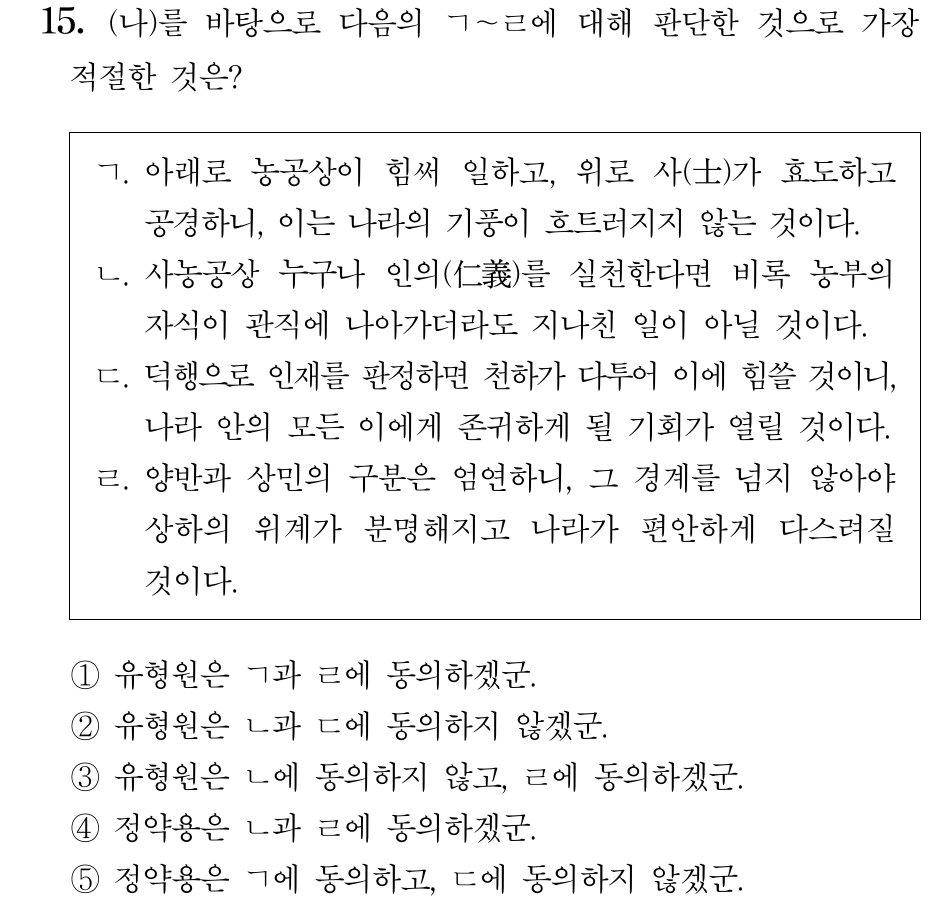 15. (나)를 바탕으로 다음의 ㄱ～ㄹ에 대해 판단한 것으로 가장
적절한 것은?
ㄱ. 아래로 농공상이 힘써 일하고, 위로 사(士)가 효도하고
공경하니, 이는 나라의 기풍이 흐트러지지 않는 것이다.
ㄴ. 사농공상 누구나 인의(仁義)를 실천한다면 비록 농부의
자식이 관직에 나아가더라도 지나친 일이 아닐 것이다.
ㄷ. 덕행으로 인재를 판정하면 천하가 다투어 이에 힘쓸 것이니,
나라 안의 모든 이에게 존귀하게 될 기회가 열릴 것이다.
ㄹ. 양반과 상민의 구분은 엄연하니, 그 경계를 넘지 않아야
상하의 위계가 분명해지고 나라가 편안하게 다스려질
것이다.
① 유형원은 ㄱ과 ㄹ에 동의하겠군.
② 유형원은 ㄴ과 ㄷ에 동의하지 않겠군.
③ 유형원은 ㄴ에 동의하지 않고, ㄹ에 동의하겠군.
④ 정약용은 ㄴ과 ㄹ에 동의하겠군.
⑤ 정약용은 ㄱ에 동의하고, ㄷ에 동의하지 않겠군.